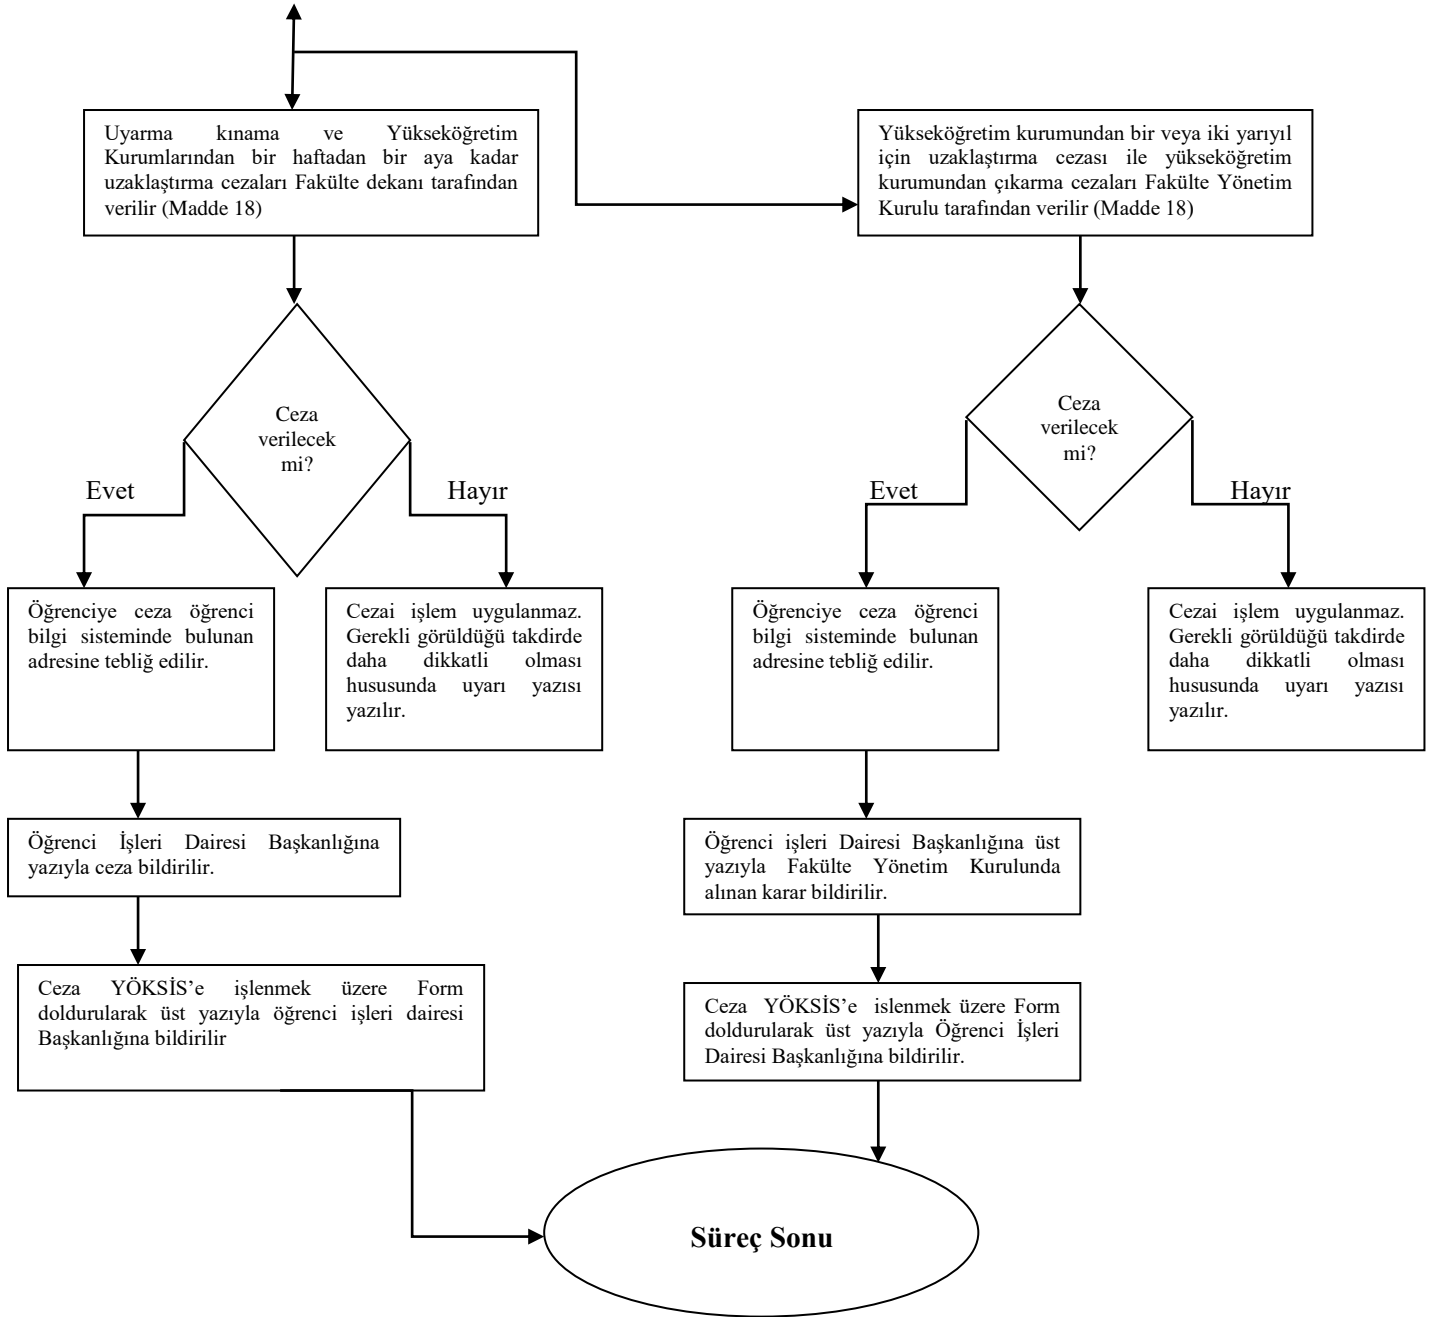 Uyarma kınama ve Yükseköğretim
Kurumlarından bir haftadan bir aya kadar
uzaklaştırma cezaları Fakülte dekanı tarafından
verilir (Madde 18)
Yükseköğretim kurumundan bir veya iki yarıyıl
için uzaklaştırma cezası ile yükseköğretim
kurumundan çıkarma cezaları Fakülte Yönetim
Kurulu tarafından verilir (Madde 18)
Ceza
verilecek
mi?
Evet
Hayır
Ceza
verilecek
mi?
Evet
Hayır
Öğrenciye ceza öğrenci
bilgi sisteminde bulunan
adresine tebliğ edilir.
Cezai işlem uygulanmaz.
Gerekli görüldüğü takdirde
daha dikkatli olması
hususunda uyarı yazısı
yazılır.
Öğrenciye ceza öğrenci
bilgi sisteminde bulunan
adresine tebliğ edilir.
Cezai işlem uygulanmaz.
Gerekli görüldüğü takdirde
daha dikkatli olması
hususunda uyarı yazısı
yazılır.
Öğrenci İşleri Dairesi Başkanlığına
yazıyla ceza bildirilir.
Öğrenci işleri Dairesi Başkanlığına üst
yazıyla Fakülte Yönetim Kurulunda
alınan karar bildirilir.
Ceza YÖKSİS’e işlenmek üzere Form
doldurularak üst yazıyla öğrenci işleri dairesi
Başkanlığına bildirilir
Ceza YÖKSİS’e islenmek üzere Form
doldurularak üst yazıyla Öğrenci İşleri
Dairesi Başkanlığına bildirilir.
Süreç Sonu